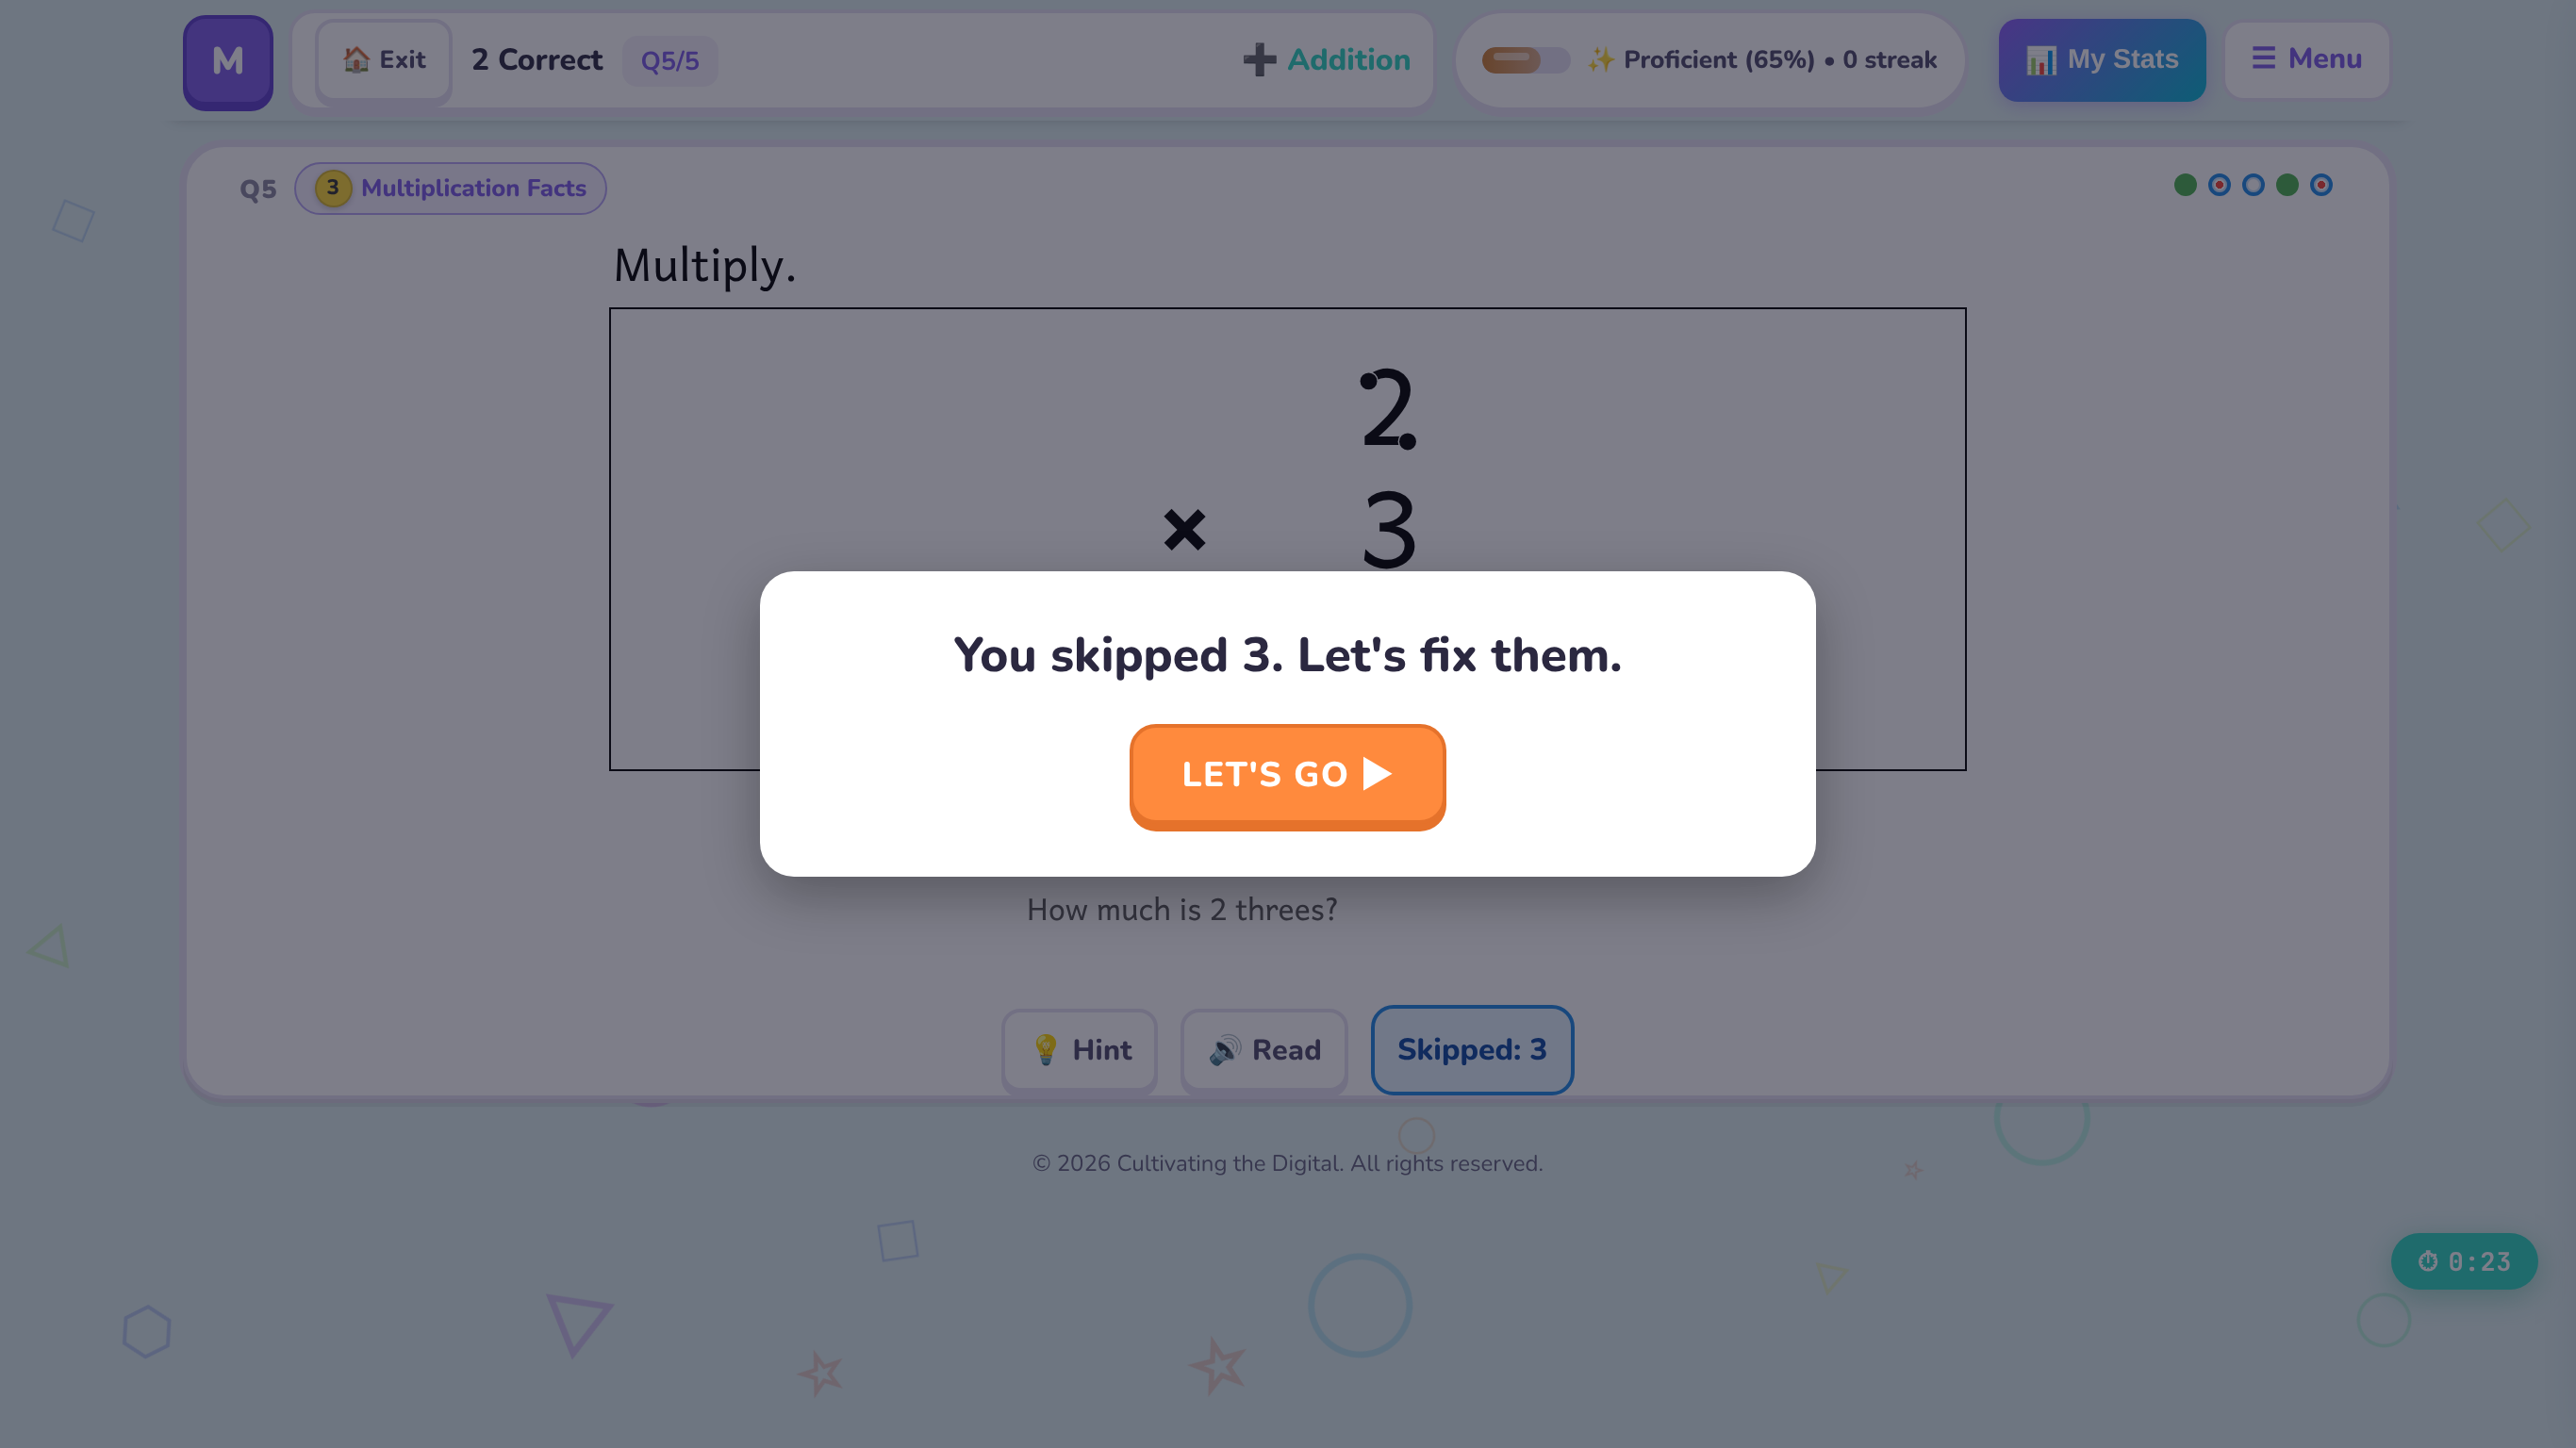 M
Exit
2 Correct
Q5/5
➕ Addition
✨ Proficient (65%) • 0 streak
My Stats
☰ Menu
Q5
3 Multiplication Facts
Multiply.
2
× 3
You skipped 3. Let's fix them.
LET'S GO ▶
How much is 2 threes?
Hint
Read
Skipped: 3
© 2026 Cultivating the Digital. All rights reserved.
0:23